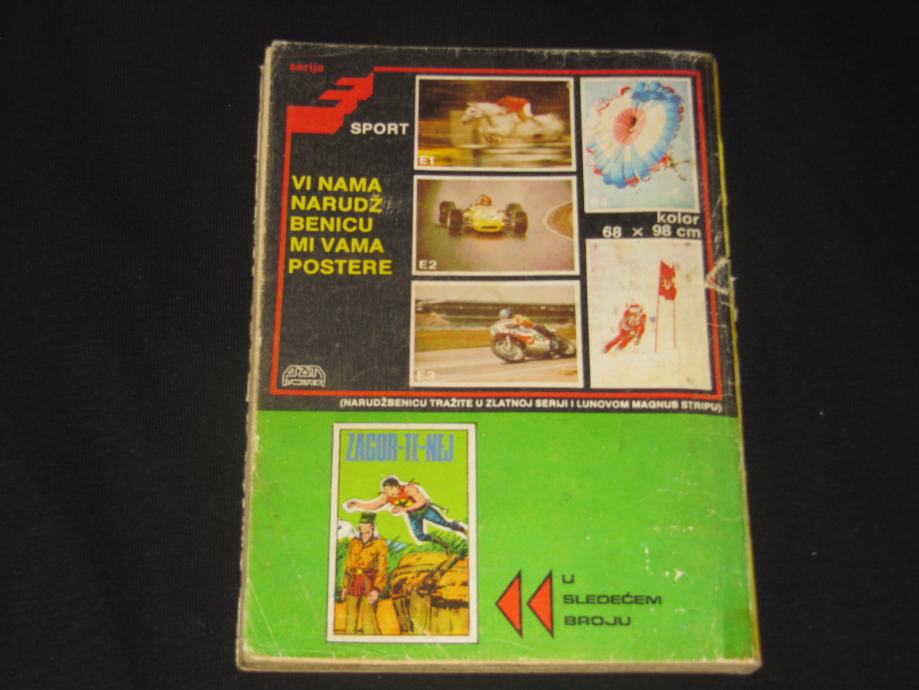 serija
SPORT
VI NAMA
NARUDŽ
BENICU
MI VAMA
POSTERE
E1
E2
E3
E4
kolor
68 x 98 cm
(NARUDŽBENICU TRAŽITE U ZLATNOJ SERIJI I LUNOVOM MAGNUS STRIPU)
ZAGOR-TE-NEJ
U
SLEDEĆEM
BROJU